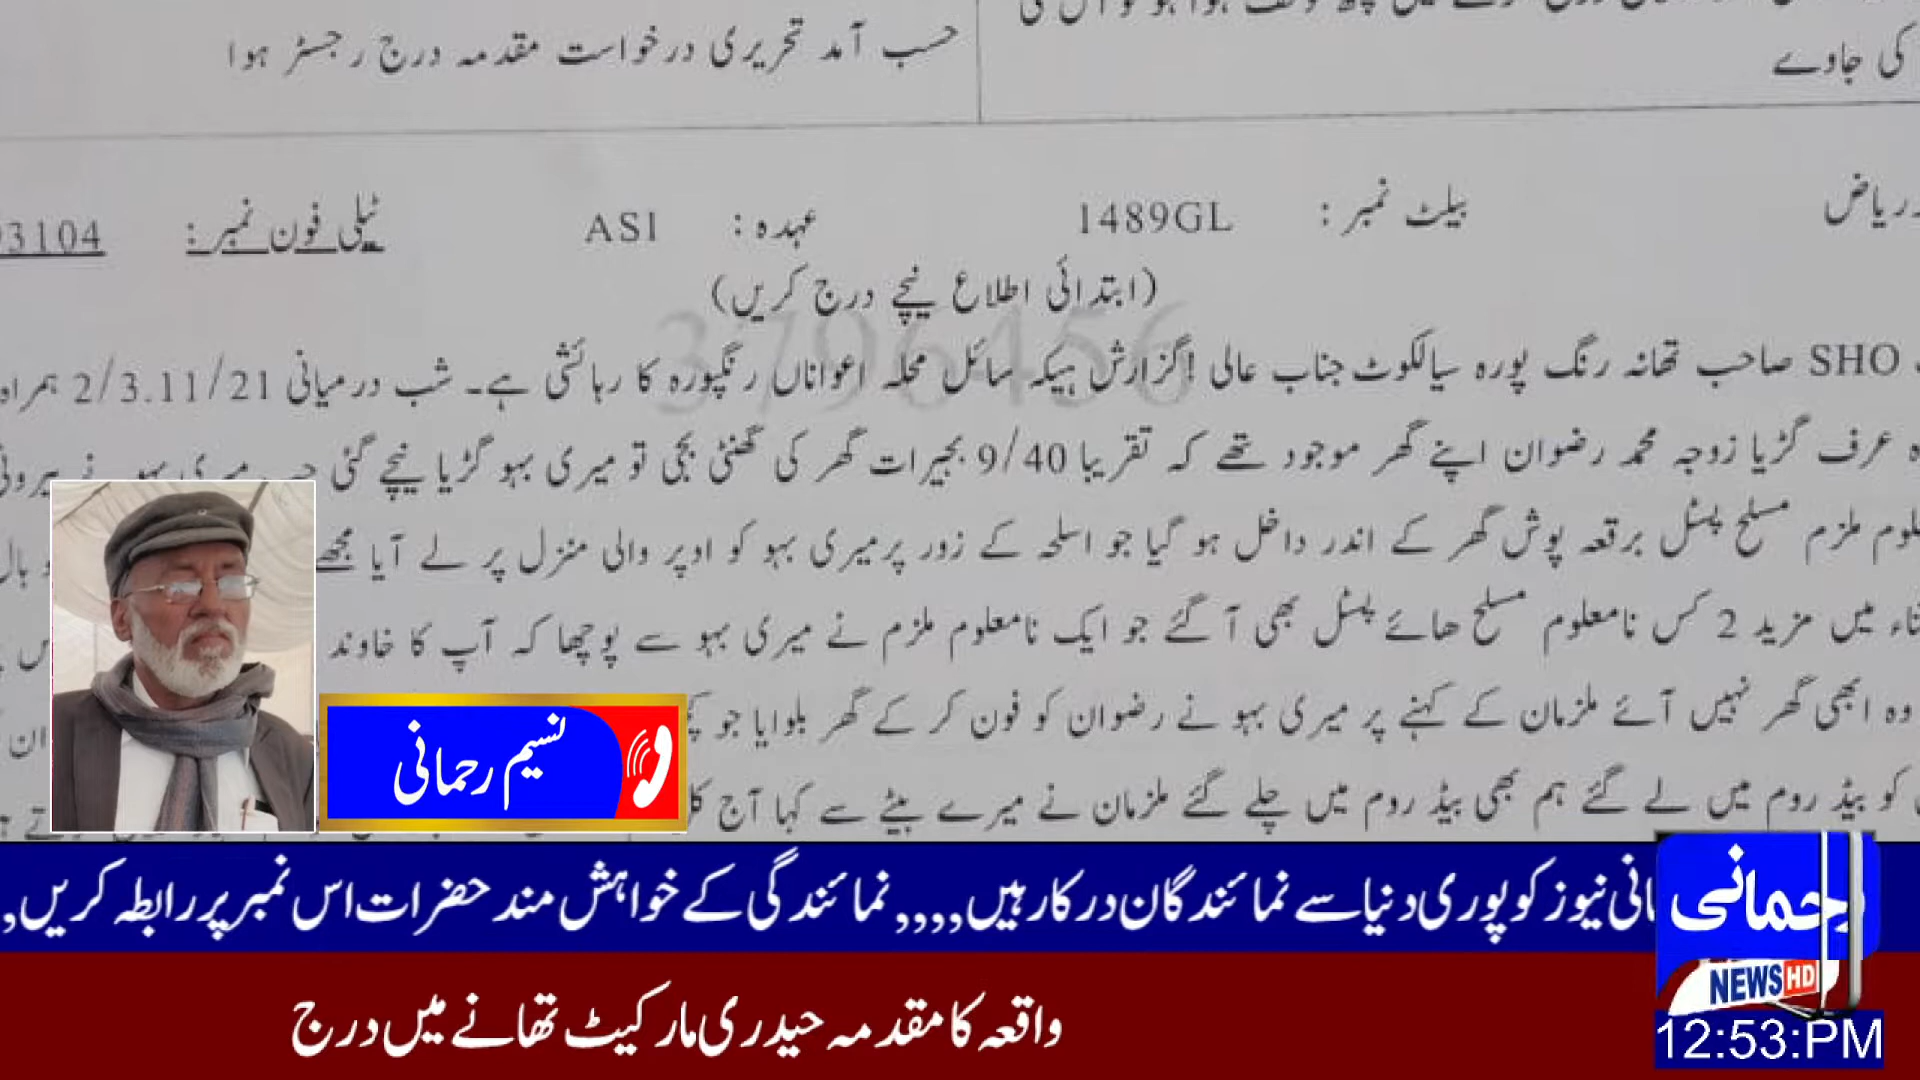 حسب آمد تحریری درخواست مقدمہ درج رجسٹر ہوا
کی جاوے
ریاض بیلٹ نمبر: 1489GL عہدہ: ASI ٹیلی فون نمبر: 3104
(ابتدائی اطلاع نیچے درج کریں)
3796456
SHO صاحب تھانہ رنگ پورہ سیالکوٹ جناب عالی !گزارش ہیکہ سائل محلہ اعواناں رنگپورہ کا رہائشی ہے۔ شب درمیانی 2/3.11/21 ہمراہ
عرف گڑیا زوجہ محمد رضوان اپنے گھر موجود تھے کہ تقریبا 9/40 بجیرات گھر کی گھنٹی بجی تو میری بہو گڑیا نیچے گئی
ملزم مسلح پسٹل برقعہ پوش گھر کے اندر داخل ہو گیا جو اسلحہ کے زور پر میری بہو کو اوپر والی منزل پر لے آیا مجھے
میں مزید 2 کس نامعلوم مسلح ھائے پسٹل بھی آ گئے جو ایک نامعلوم ملزم نے میری بہو سے پوچھا کہ آپ کا خاوند
وہ ابھی گھر نہیں آئے ملزمان کے کہنے پر میری بہو نے رضوان کو فون کر کے گھر بلوایا جو
کو بیڈ روم میں لے گئے ہم بھی بیڈ روم میں چلے گئے ملزمان نے میرے بیٹے سے کہا آج
نسیم رحمانی
نیوز کو پوری دنیا سے نمائندگان درکار ہیں,,,, نمائندگی کے خواہش مند حضرات اس نمبر پر رابطہ کریں,
رحمانی
NEWS HD
واقعہ کا مقدمہ حیدری مارکیٹ تھانے میں درج
12:53:PM